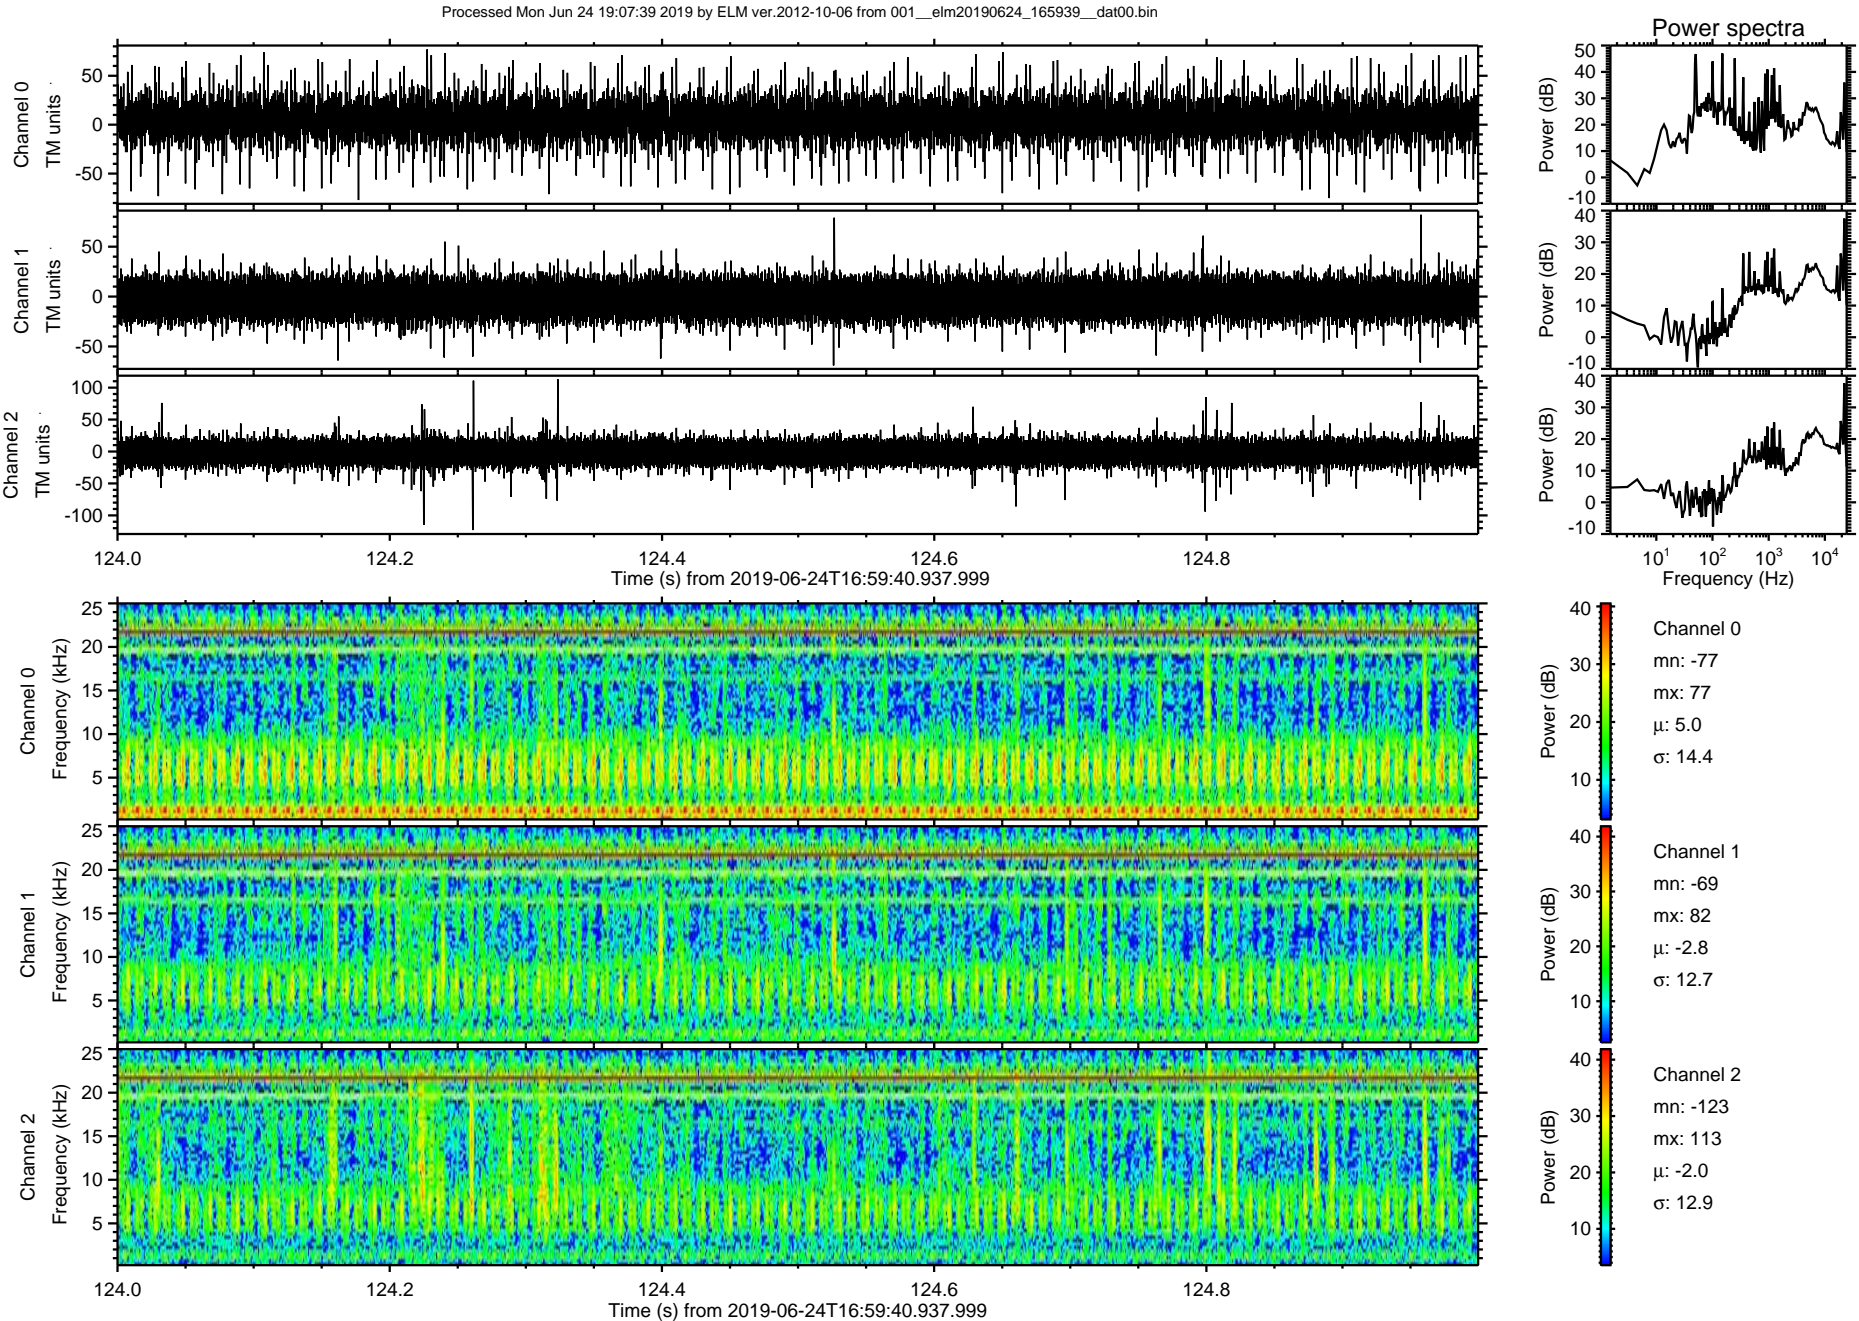 Processed Mon Jun 24 19:07:39 2019 by ELM ver.2012-10-06 from 001__elm20190624_165939__dat00.bin
Power spectra
Channel 0
TM units
50
0
-50
Power (dB)
50
40
30
20
10
0
-10
Channel 1
TM units
50
0
-50
Power (dB)
40
30
20
10
0
-10
Channel 2
TM units
100
50
0
-50
-100
Power (dB)
40
30
20
10
0
-10
124.0 124.2 124.4 124.6 124.8
Time (s) from 2019-06-24T16:59:40.937.999
10^1 10^2 10^3 10^4
Frequency (Hz)
Channel 0
Frequency (kHz)
25
20
15
10
5
Power (dB)
40
30
20
10
Channel 0
mn: -77
mx: 77
μ: 5.0
σ: 14.4
Channel 1
Frequency (kHz)
25
20
15
10
5
Power (dB)
40
30
20
10
Channel 1
mn: -69
mx: 82
μ: -2.8
σ: 12.7
Channel 2
Frequency (kHz)
25
20
15
10
5
Power (dB)
40
30
20
10
Channel 2
mn: -123
mx: 113
μ: -2.0
σ: 12.9
124.0 124.2 124.4 124.6 124.8
Time (s) from 2019-06-24T16:59:40.937.999